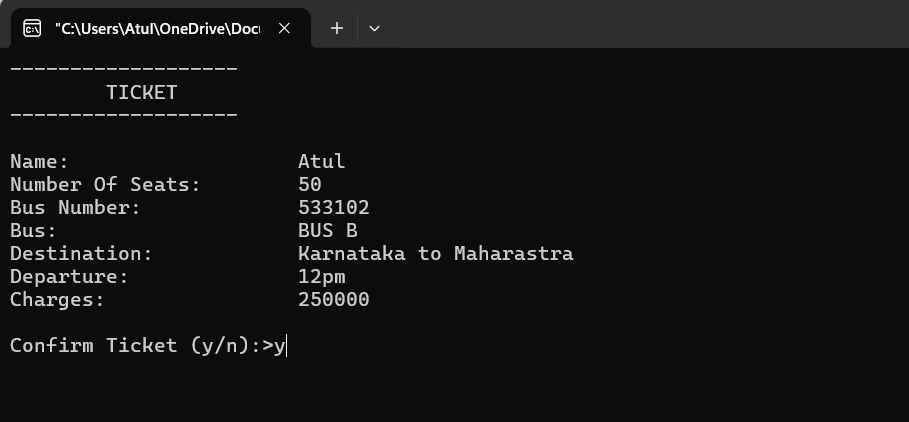 "C:\Users\Atul\OneDrive\Docu
-------------------
TICKET
-------------------
Name: Atul
Number Of Seats: 50
Bus Number: 533102
Bus: BUS B
Destination: Karnataka to Maharastra
Departure: 12pm
Charges: 250000
Confirm Ticket (y/n):>y